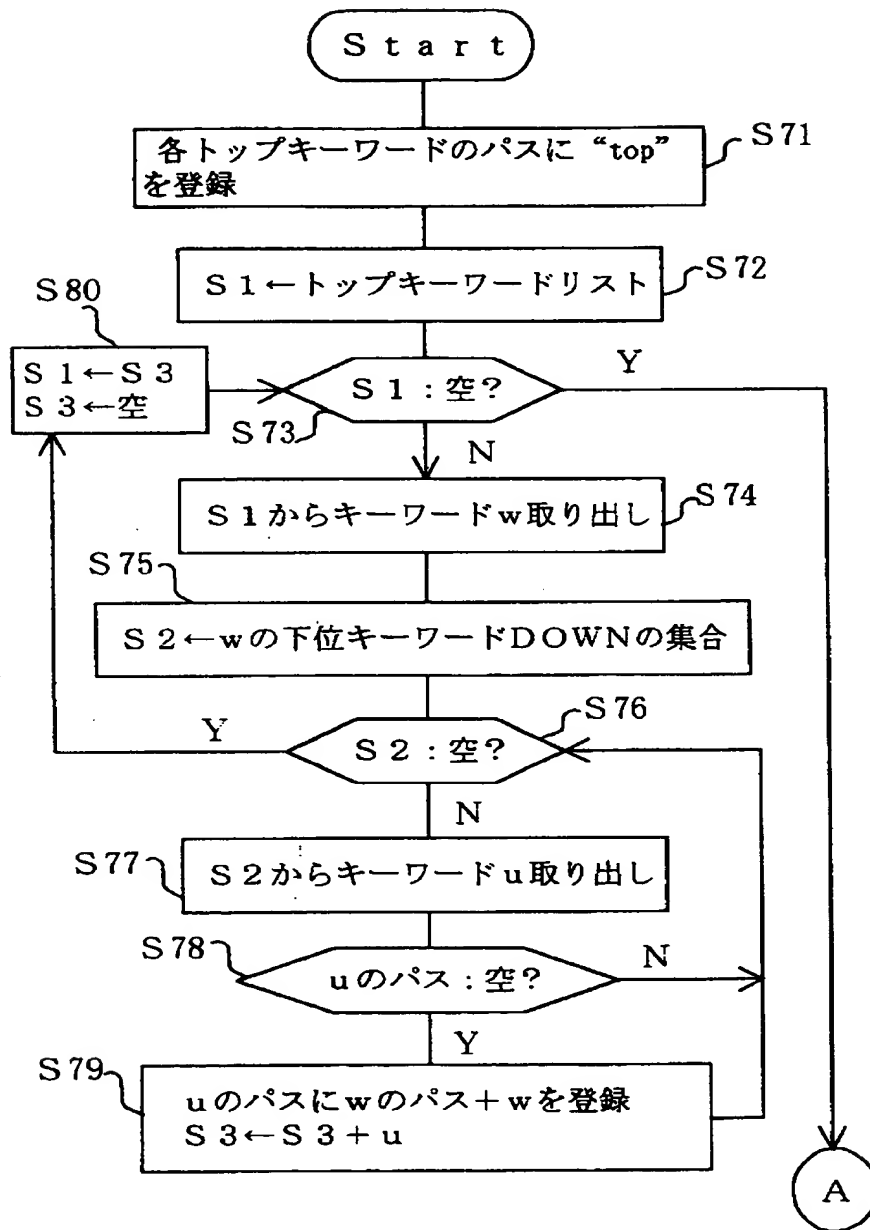 Start
各トップキーワードのパスに“top”
を登録
S71
S1←トップキーワードリスト
S72
S80
S1←S3
S3←空
S1:空?
Y
S73
N
S1からキーワードw取り出し
S74
S75
S2←wの下位キーワードDOWNの集合
S76
Y
S2:空?
N
S77
S2からキーワードu取り出し
S78
uのパス:空?
N
Y
S79
uのパスにwのパス+wを登録
S3←S3+u
A